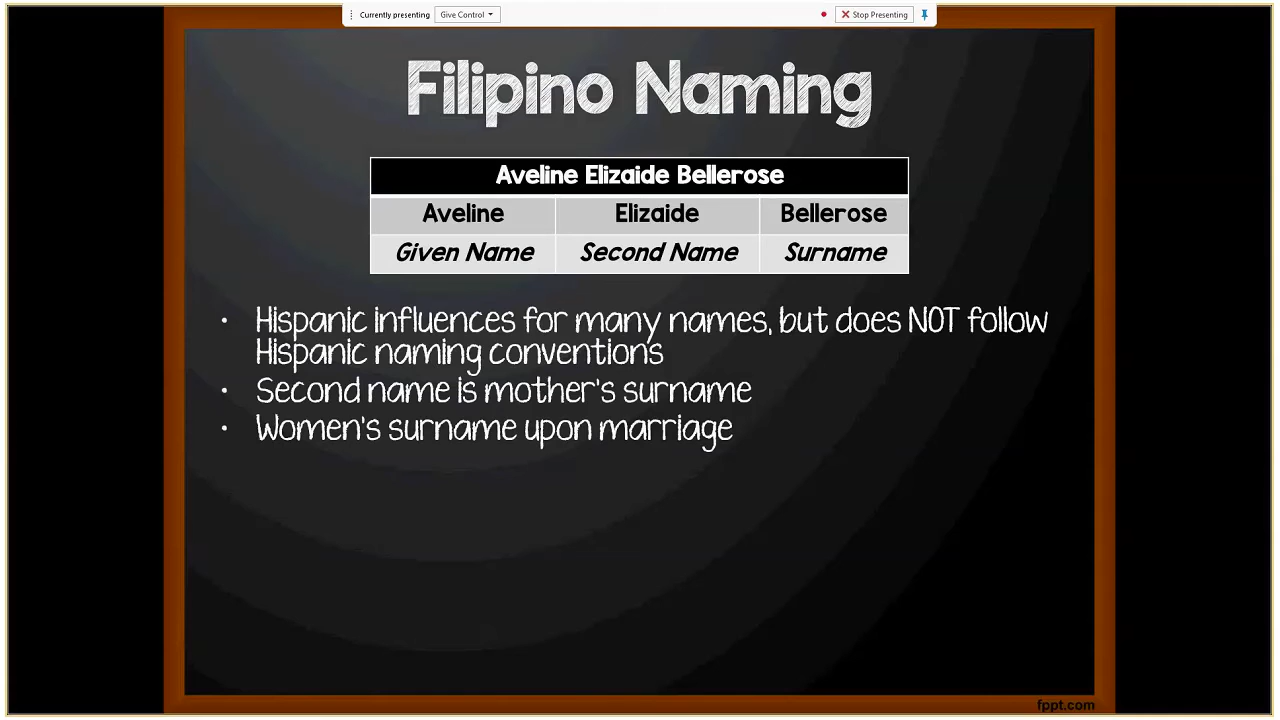 Currently presenting Give Control Stop Presenting
Filipino Naming
Aveline Elizaide Bellerose
Aveline Elizaide Bellerose
Given Name Second Name Surname
• Hispanic influences for many names, but does NOT follow
Hispanic naming conventions
• Second name is mother's surname
• Women's surname upon marriage
fppt.com